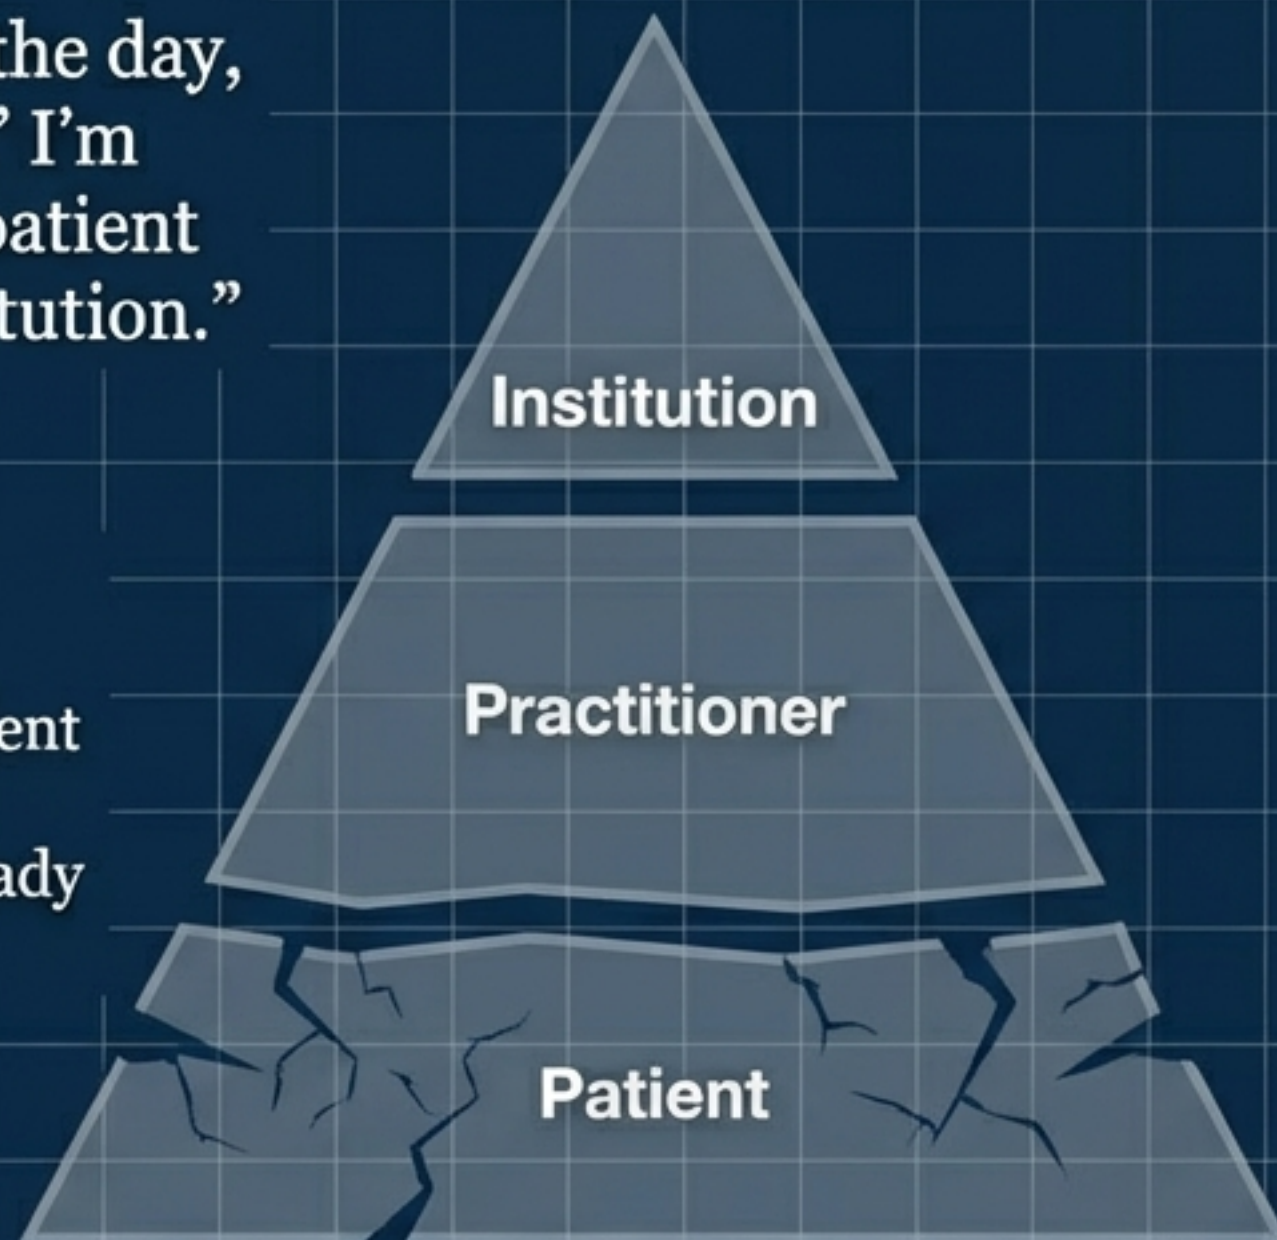 the day,
’ I’m
patient
tution.”
Institution
Practitioner
ent
ady
Patient